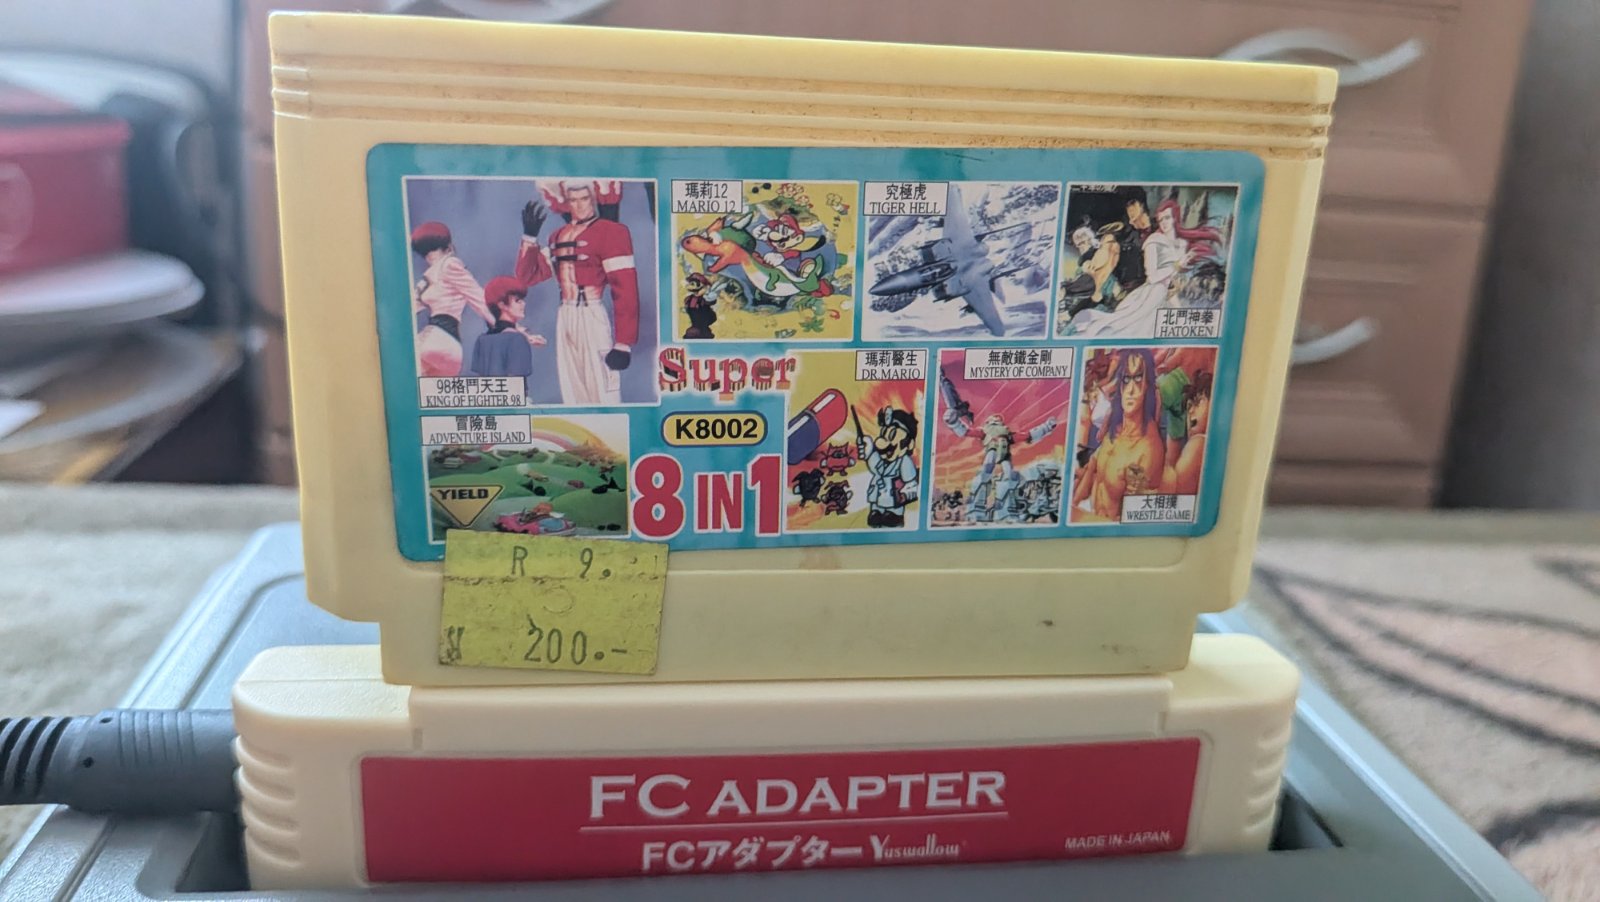 98格鬥天王
KING OF FIGHTER 98
瑪莉12
MARIO 12
究極虎
TIGER HELL
北鬥神拳
HATOKEN
冒險島
ADVENTURE ISLAND
YIELD
Super
K8002
8 IN 1
瑪莉醫生
DR.MARIO
無敵鐵金剛
MYSTERY OF COMPANY
大相撲
WRESTLE GAME
R 9.
200.-
FC ADAPTER
FCアダプター Yuswallow
MADE IN JAPAN